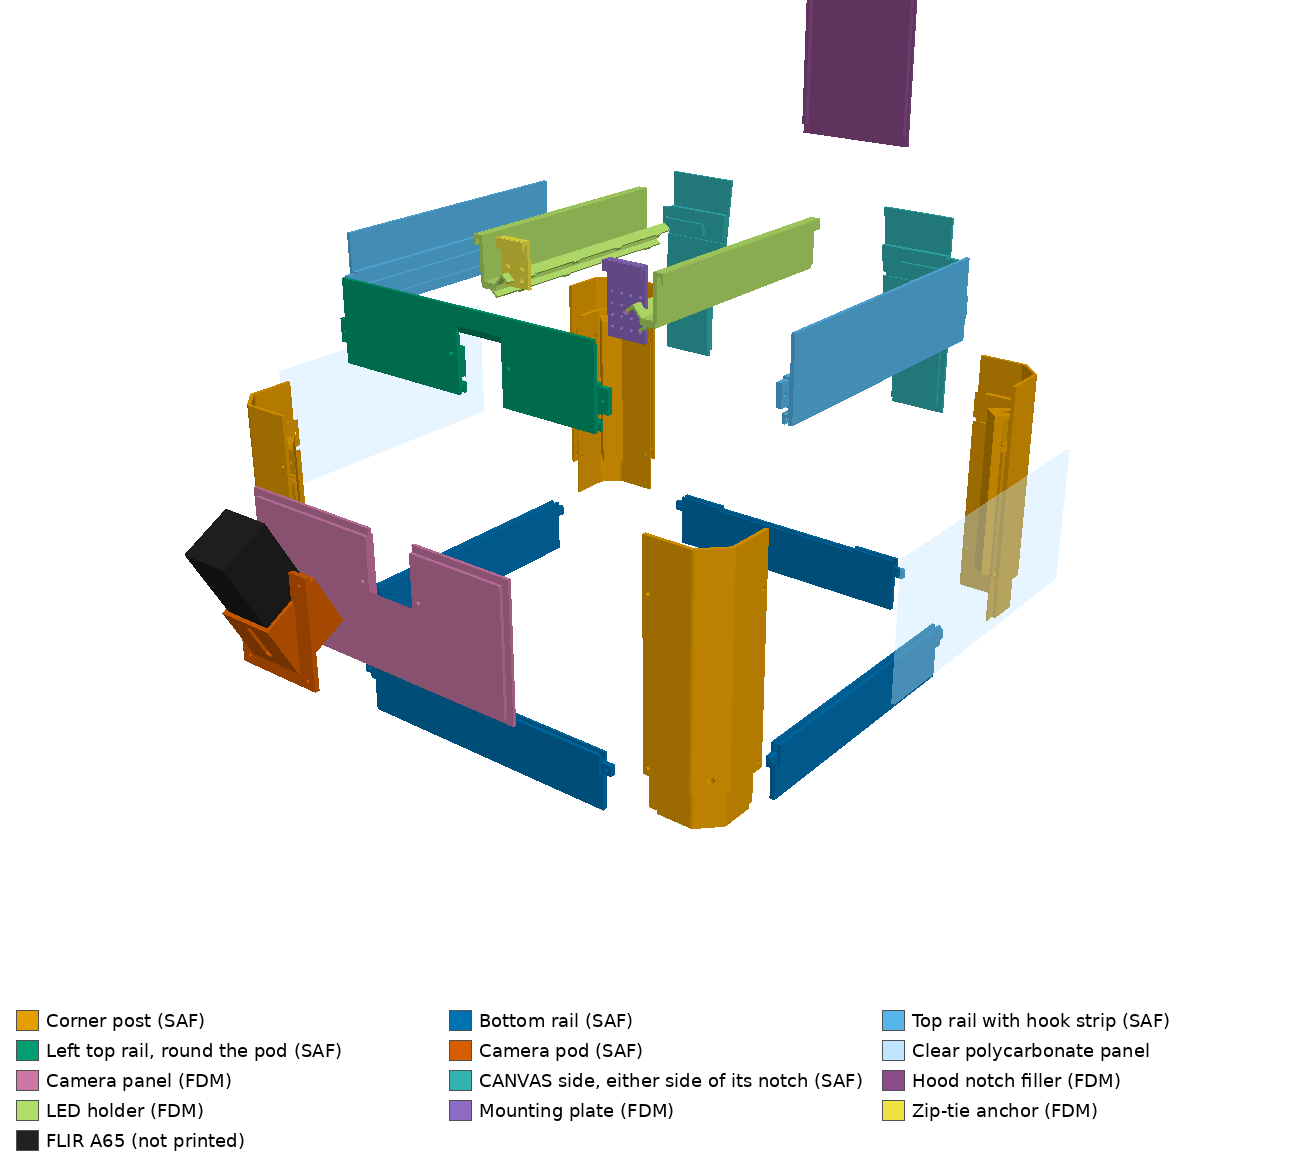 Corner post (SAF)
Bottom rail (SAF)
Top rail with hook strip (SAF)
Left top rail, round the pod (SAF)
Camera pod (SAF)
Clear polycarbonate panel
Camera panel (FDM)
CANVAS side, either side of its notch (SAF)
Hood notch filler (FDM)
LED holder (FDM)
Mounting plate (FDM)
Zip-tie anchor (FDM)
FLIR A65 (not printed)